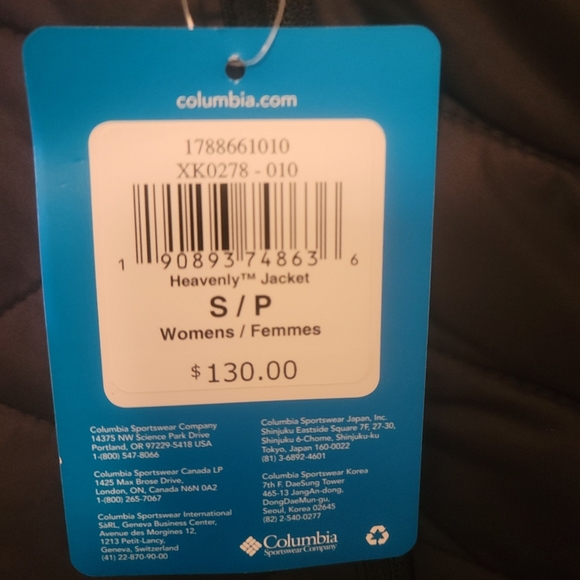 columbia.com
1788661010
XK0278 - 010
1 90893 74863 6
Heavenly™ Jacket
S / P
Womens / Femmes
$130.00
Columbia Sportswear Company
14375 NW Science Park Drive
Portland, OR 97229-5418 USA
1-(800) 547-8066
Columbia Sportswear Canada LP
1425 Max Brose Drive,
London, ON, Canada N6N 0A2
1-(800) 265-7067
Columbia Sportswear International
SàRL, Geneva Business Center,
Avenue des Morgines 12,
1213 Petit-Lancy,
Geneva, Switzerland
(41) 22-870-90-00
Columbia Sportswear Japan, Inc.
Shinjuku Eastside Square 7F, 27-30,
Shinjuku 6-Chome, Shinjuku-ku
Tokyo, Japan 160-0022
(81) 3-6892-4601
Columbia Sportswear Korea
7th F. DaeSung Tower
465-13 JangAn-dong,
DongDaeMun-gu,
Seoul, Korea 02645
(82) 2-540-0277
Columbia
Sportswear Company